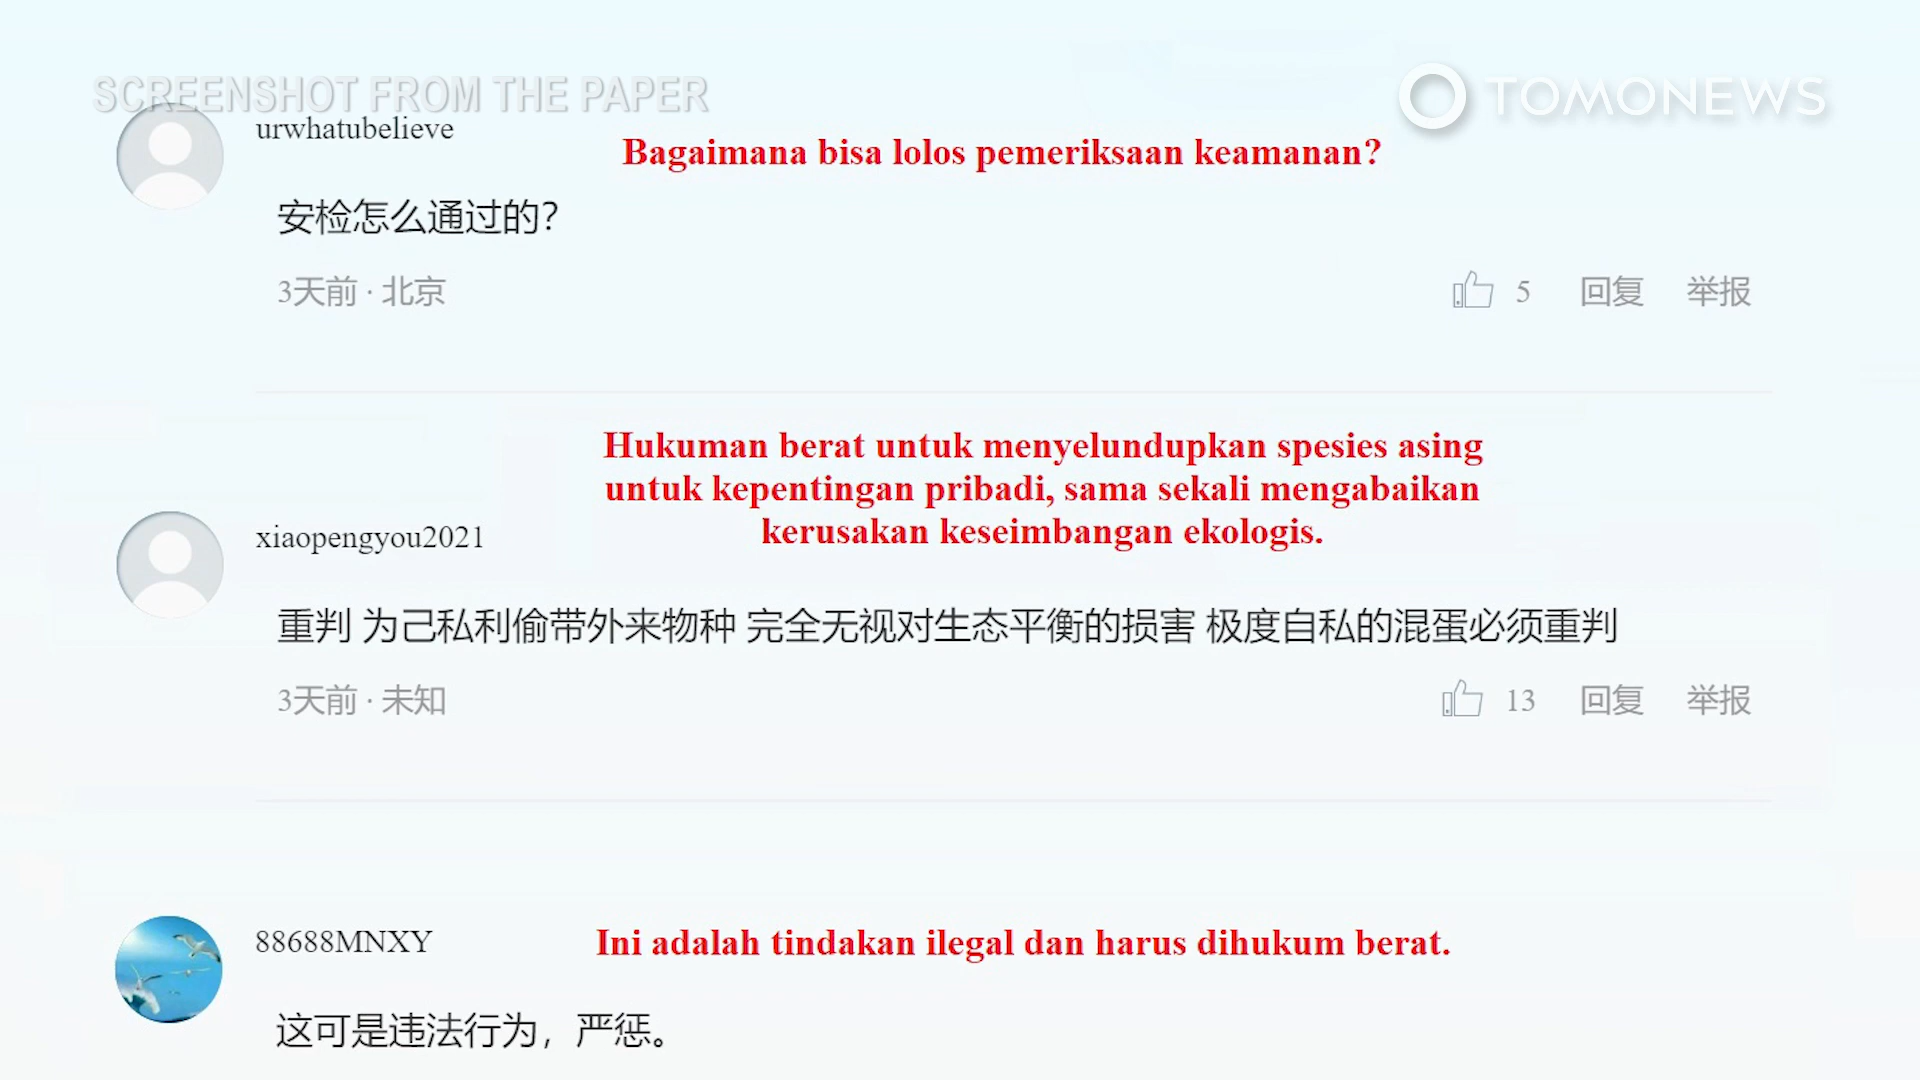 SCREENSHOT FROM THE PAPER
TOMONEWS
urwhatubelieve
Bagaimana bisa lolos pemeriksaan keamanan?
安检怎么通过的?
3天前 · 北京
5 回复 举报
Hukuman berat untuk menyelundupkan spesies asing
untuk kepentingan pribadi, sama sekali mengabaikan
kerusakan keseimbangan ekologis.
xiaopengyou2021
重判 为己私利偷带外来物种 完全无视对生态平衡的损害 极度自私的混蛋必须重判
3天前 · 未知
13 回复 举报
88688MNXY
Ini adalah tindakan ilegal dan harus dihukum berat.
这可是违法行为，严惩。